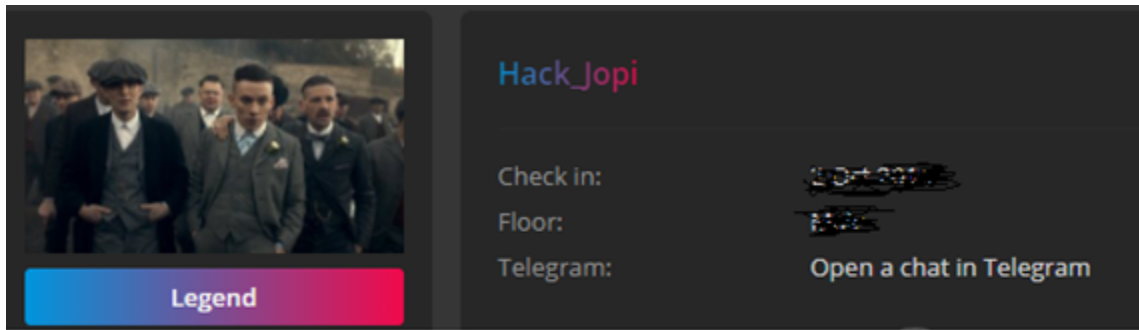 Hack_Jopi
Check in:
Floor:
Telegram: Open a chat in Telegram
Legend